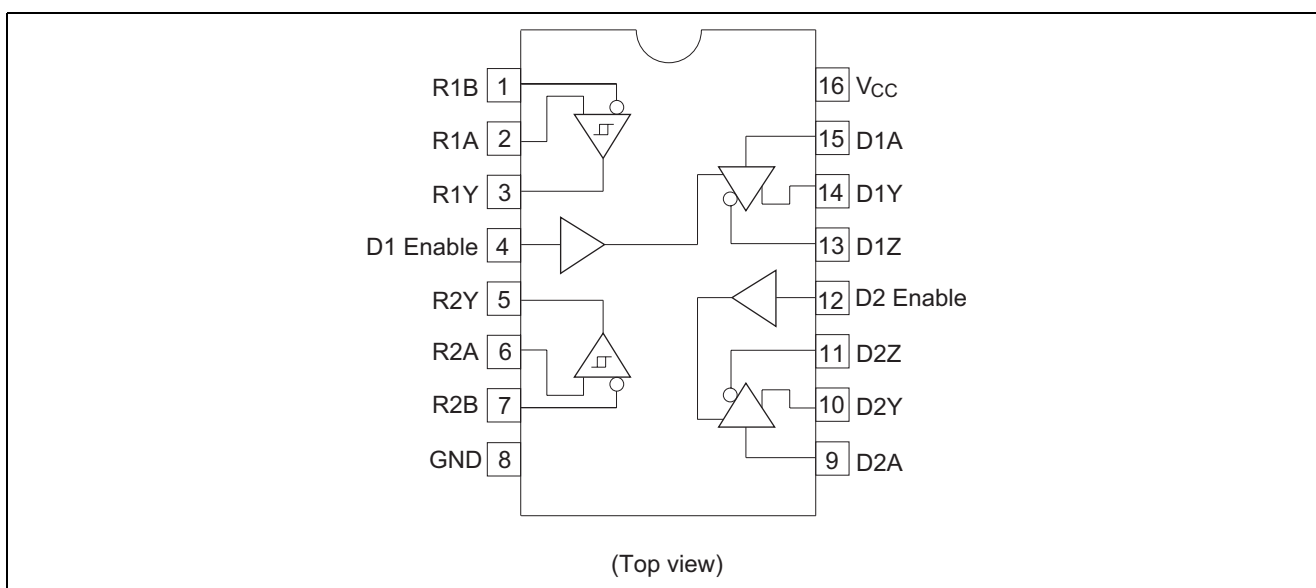 R1B 1
R1A 2
R1Y 3
D1 Enable 4
R2Y 5
R2A 6
R2B 7
GND 8
16 VCC
15 D1A
14 D1Y
13 D1Z
12 D2 Enable
11 D2Z
10 D2Y
9 D2A
(Top view)